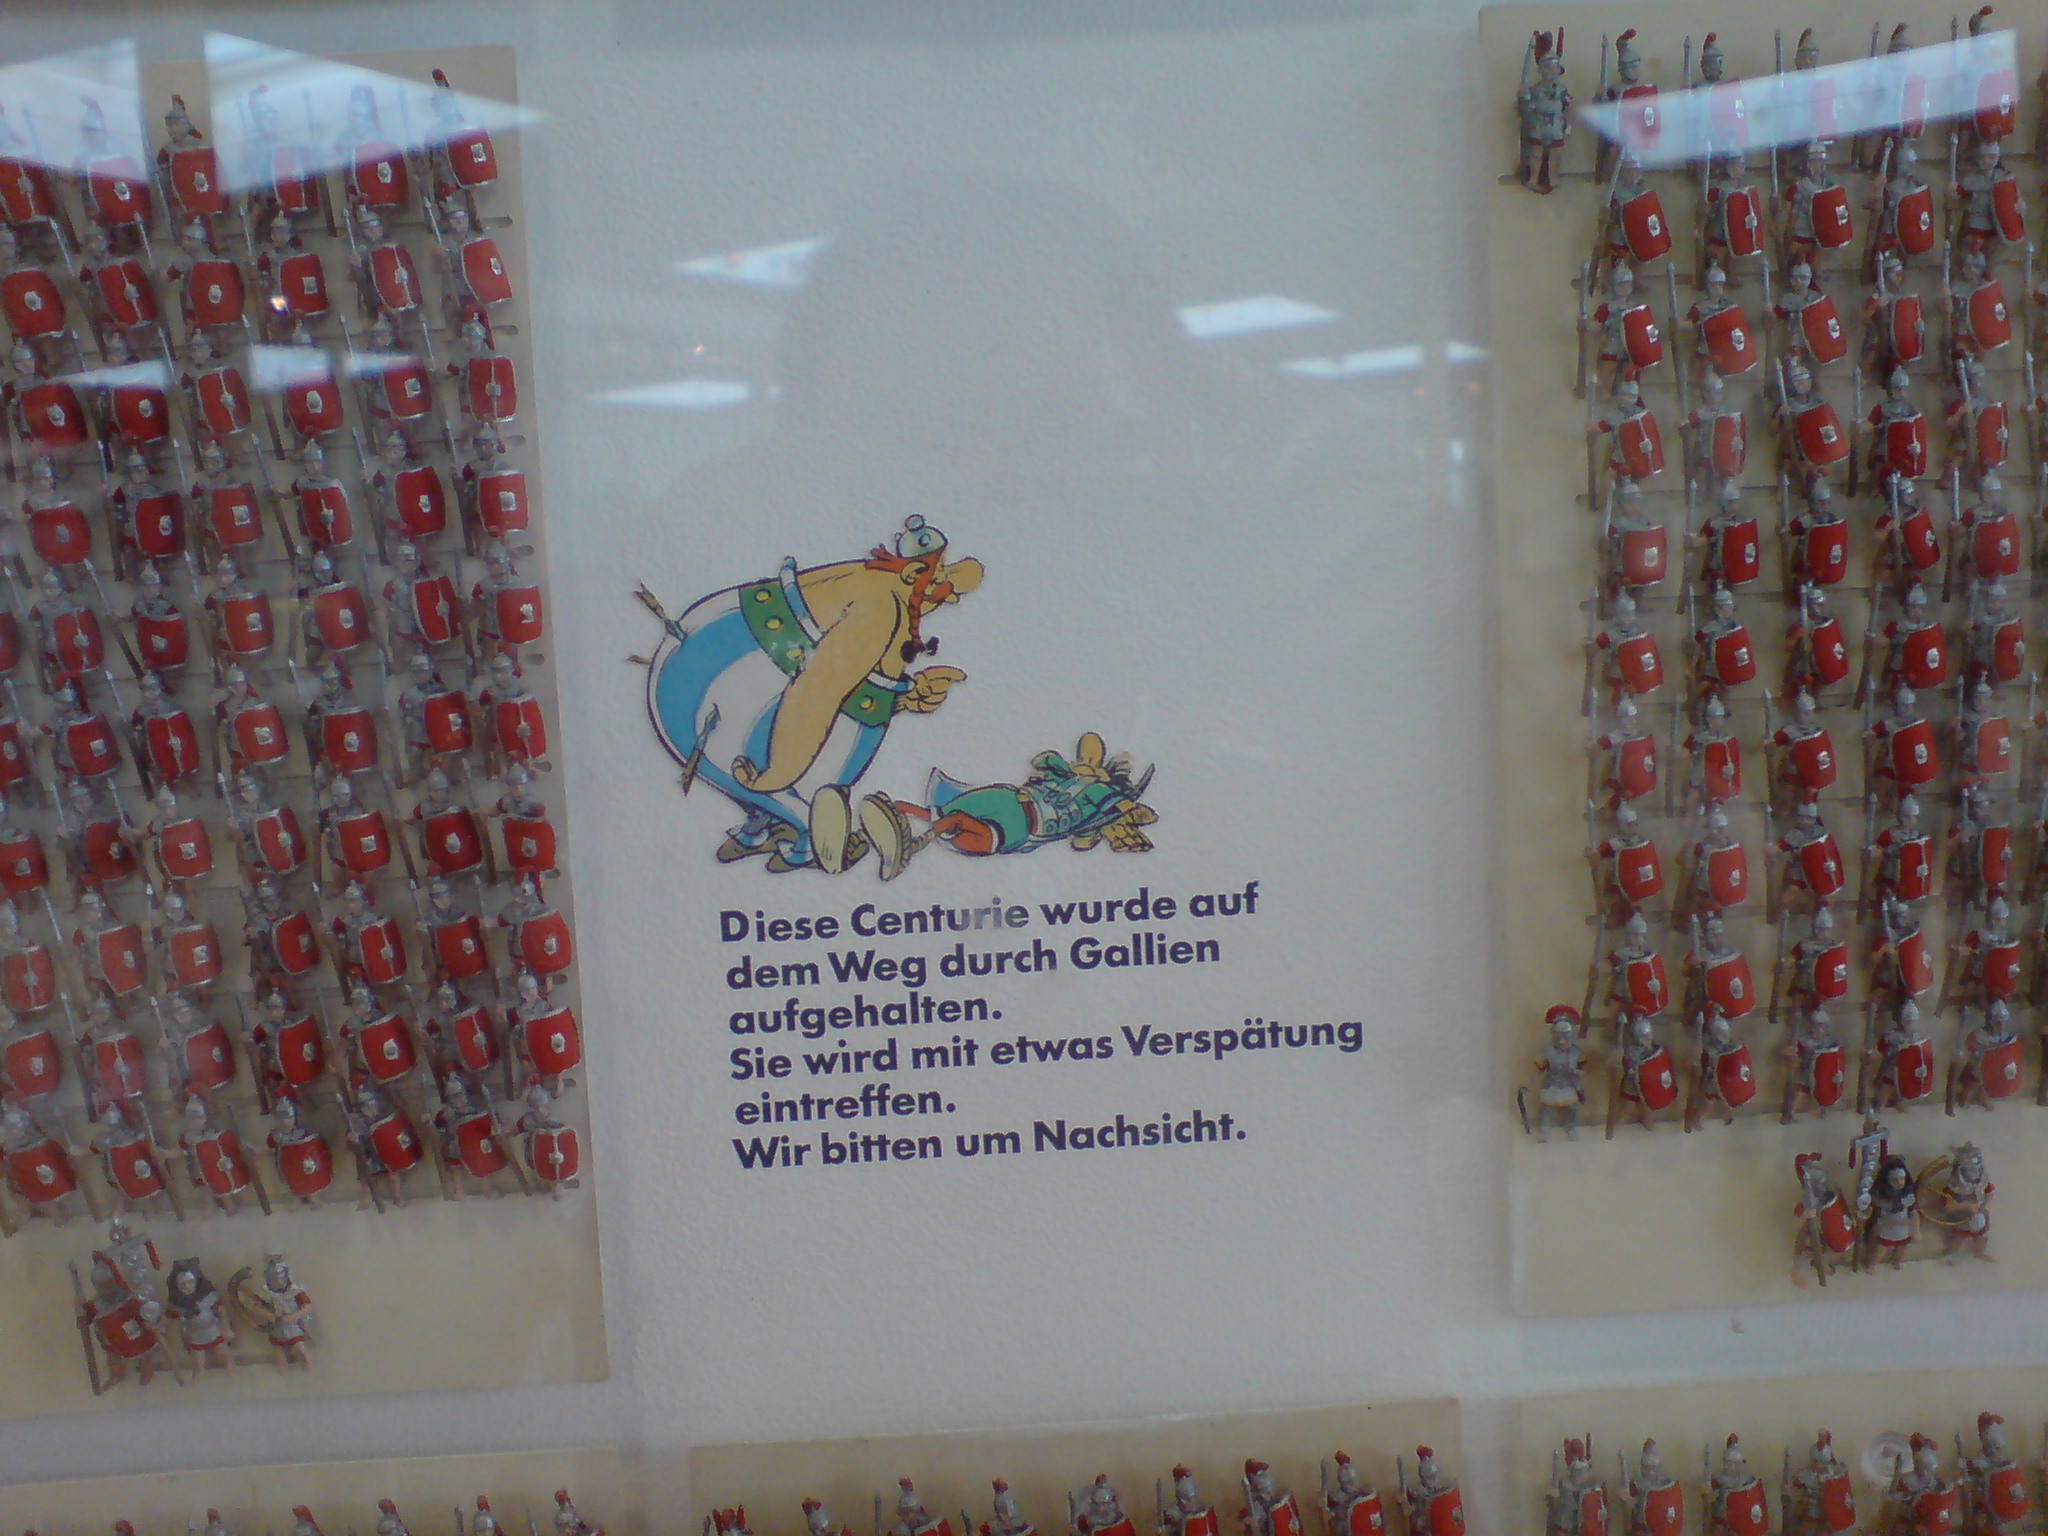 Diese Centurie wurde auf
dem Weg durch Gallien
aufgehalten.
Sie wird mit etwas Verspätung
eintreffen.
Wir bitten um Nachsicht.